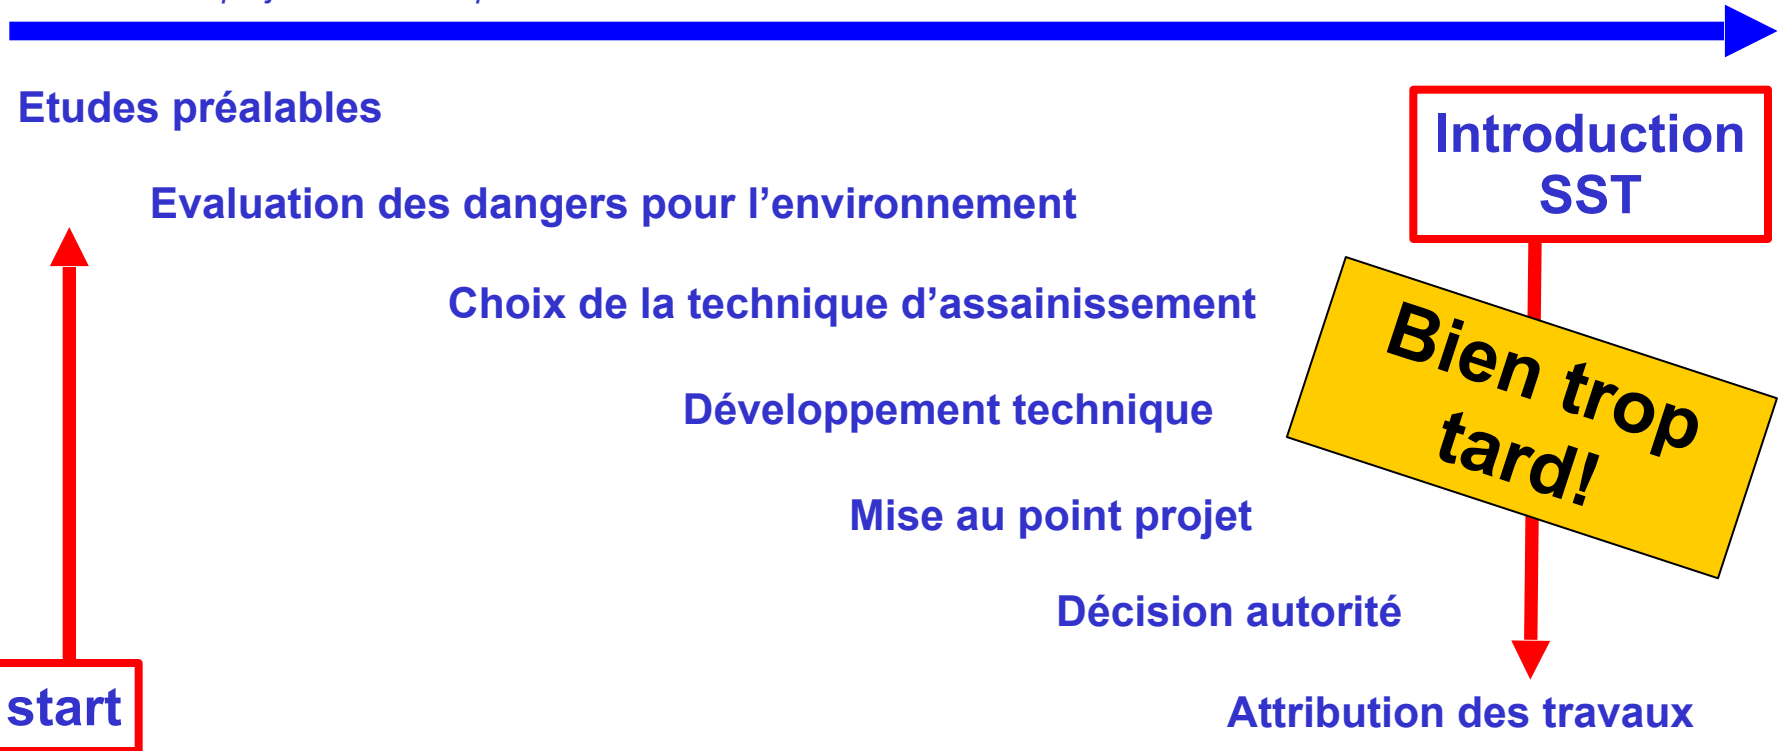 Etudes préalables
Introduction
SST
Evaluation des dangers pour l’environnement
Choix de la technique d’assainissement
Bien trop
tard!
Développement technique
Mise au point projet
Décision autorité
start
Attribution des travaux